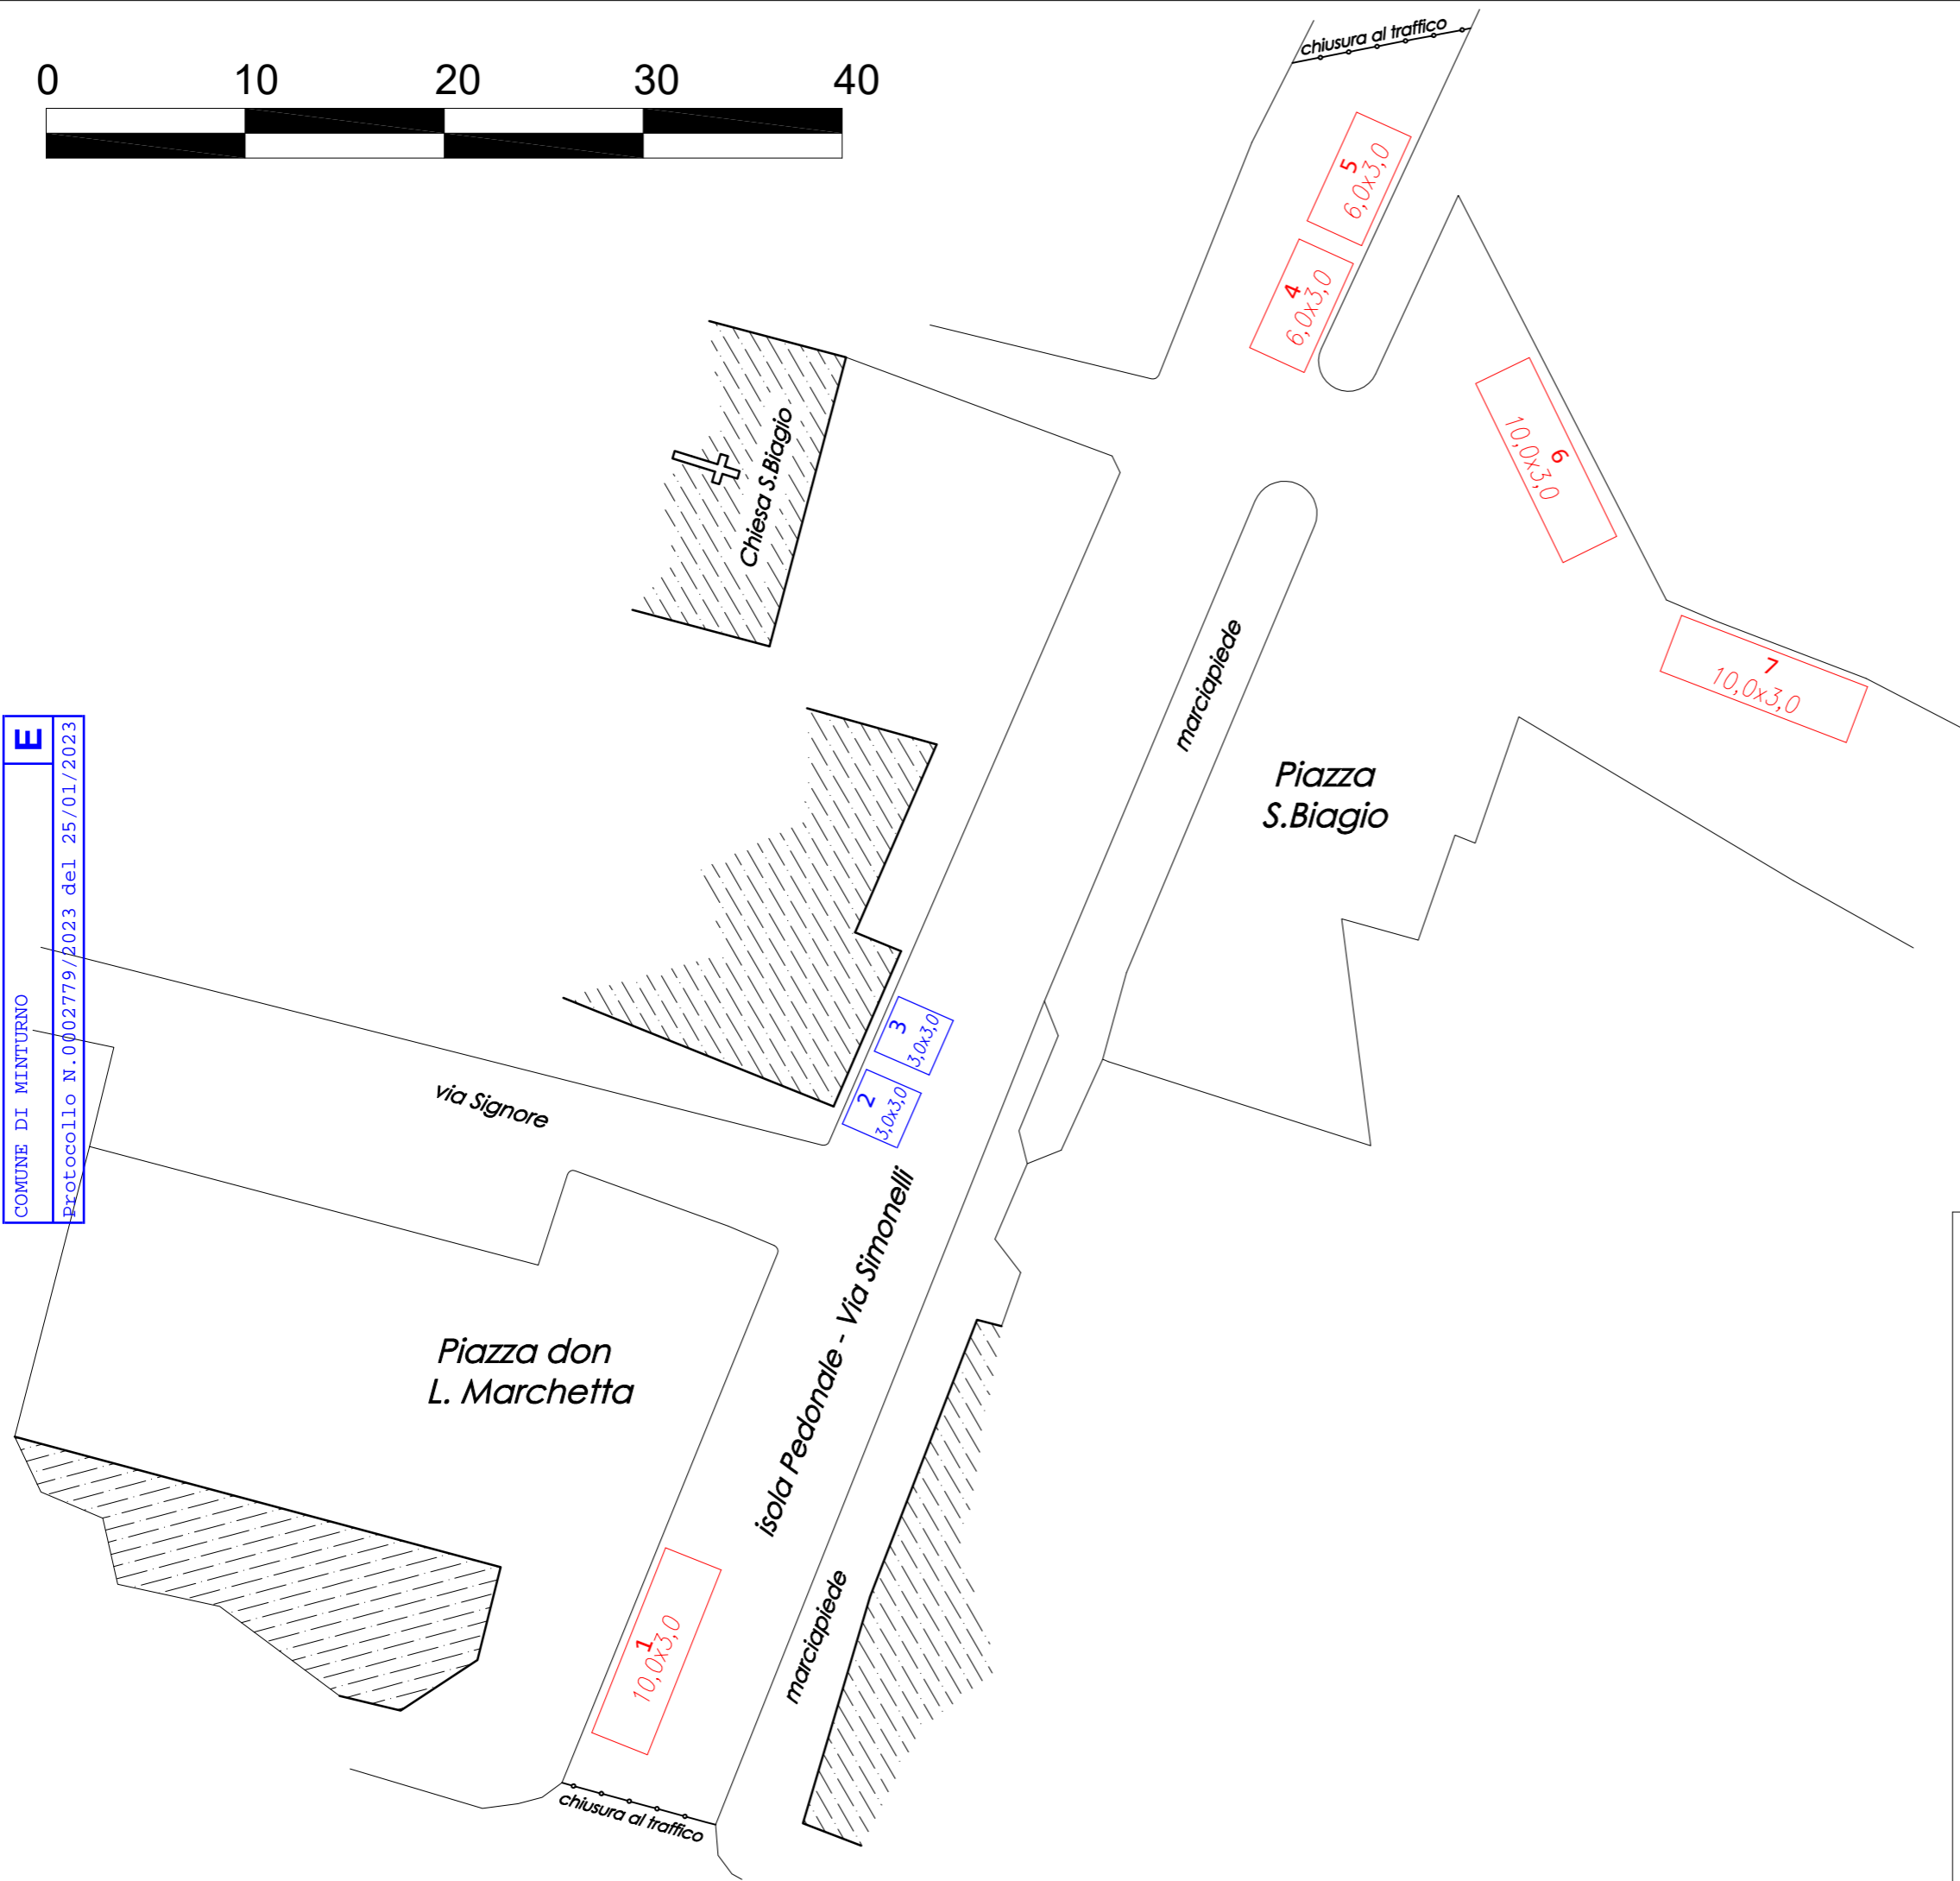 0 10 20 30 40
chiusura al traffico
5
6,0x3,0
4
6,0x3,0
6
10,0x3,0
7
10,0x3,0
Chiesa S.Biagio
marciapiede
Piazza
S.Biagio
E
COMUNE DI MINTURNO
Protocollo N.0002779/2023 del 25/01/2023
3
3,0x3,0
2
3,0x3,0
via Signore
isola Pedonale - Via Simonelli
Piazza don
L. Marchetta
1
10,0x3,0
marciapiede
chiusura al traffico